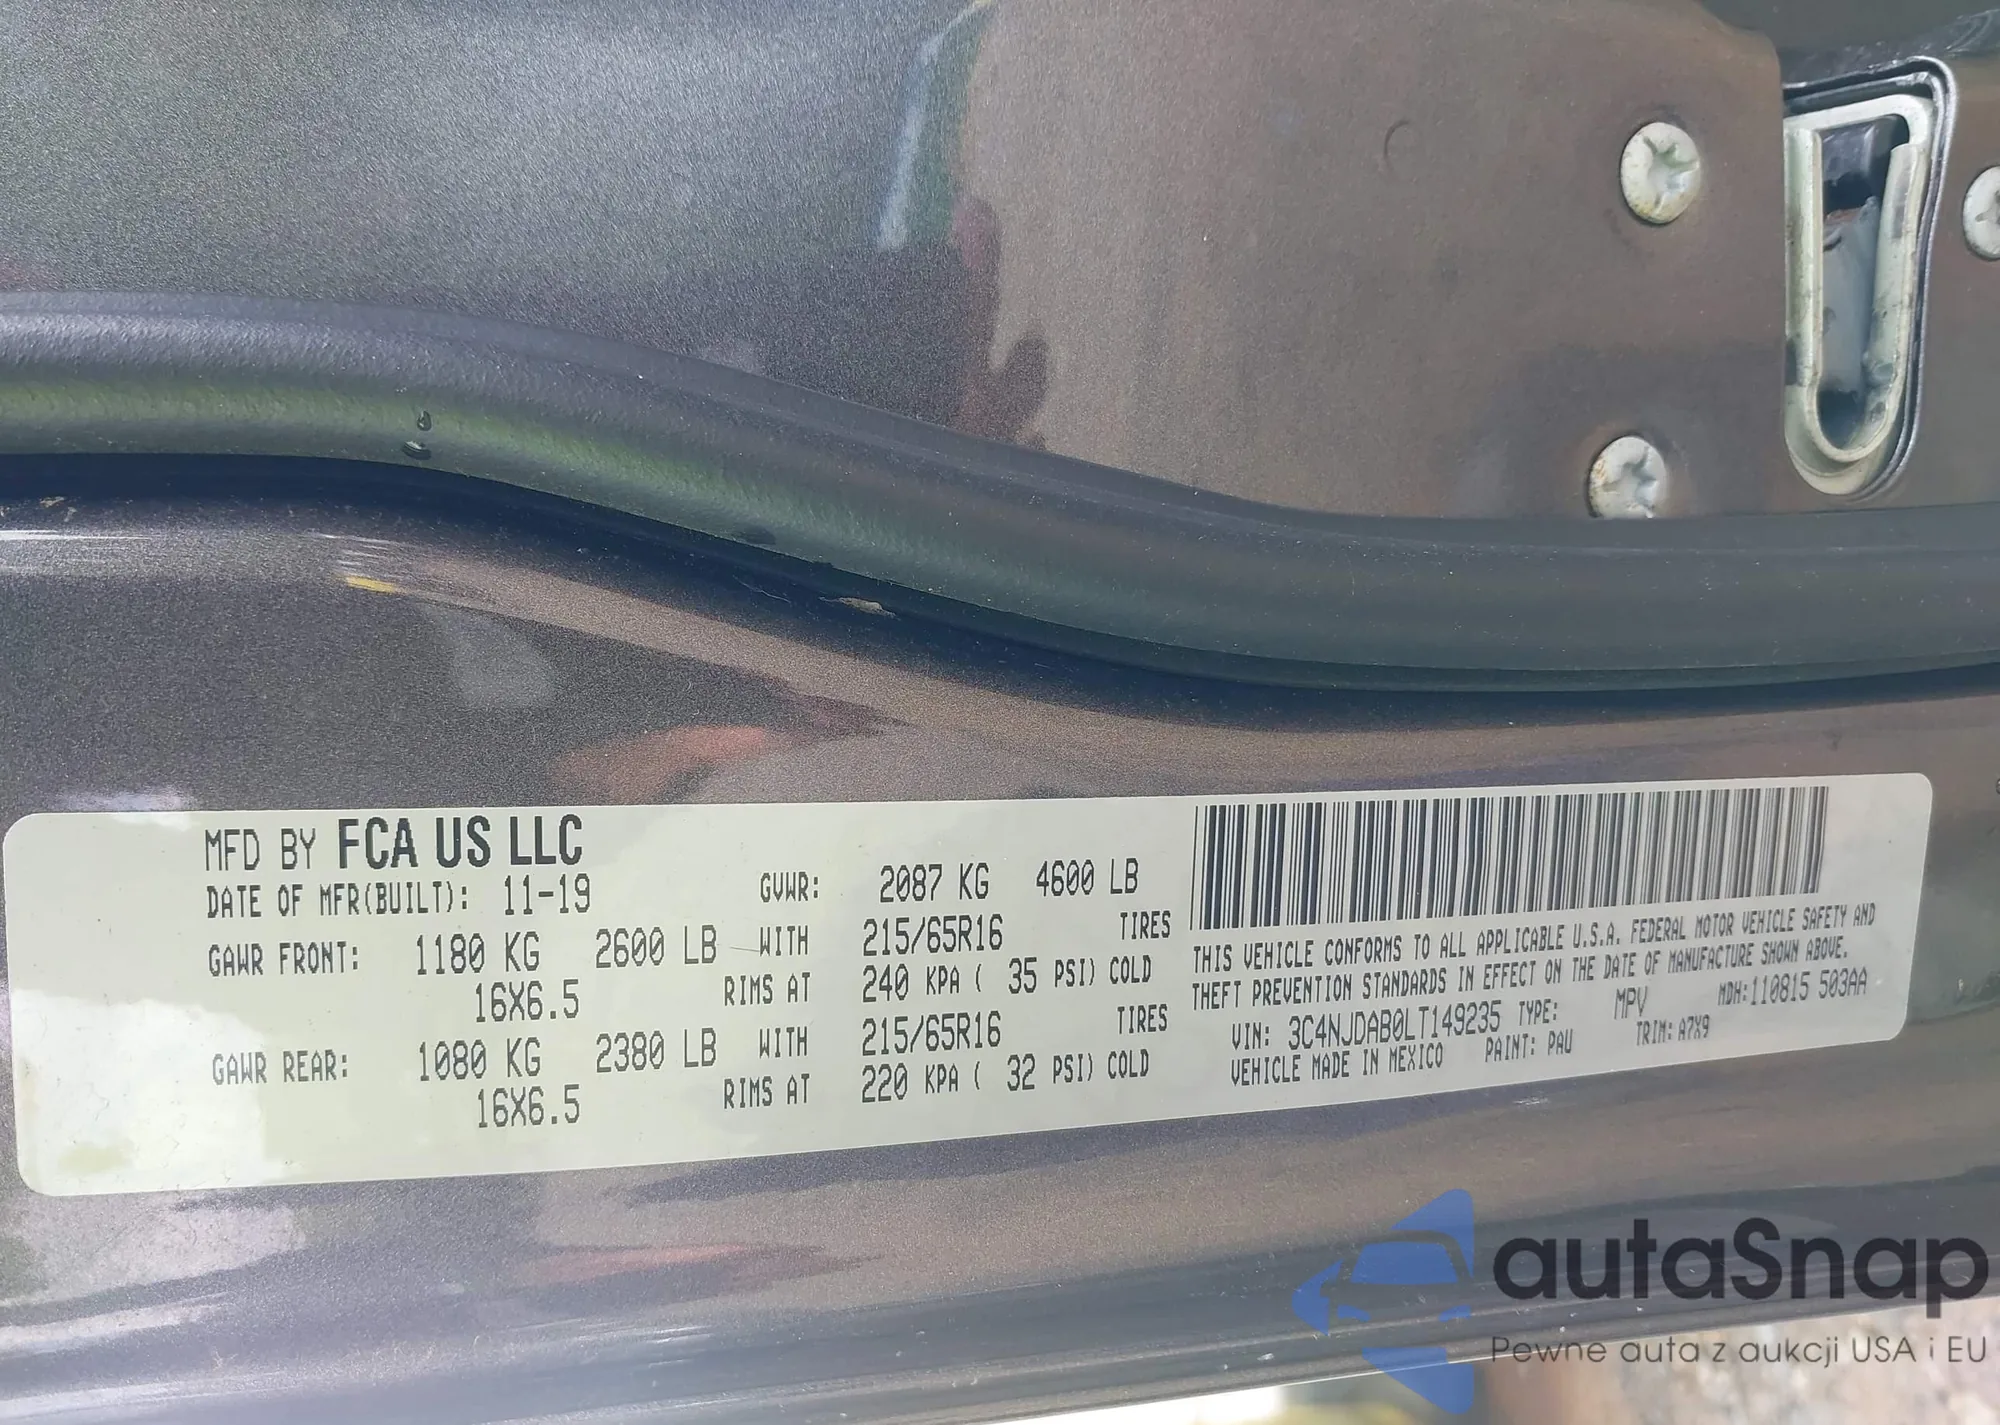 MFD BY FCA US LLC
DATE OF MFR(BUILT): 11-19 GVWR: 2087 KG 4600 LB
GAWR FRONT: 1180 KG 2600 LB WITH 215/65R16 TIRES
16X6.5 RIMS AT 240 KPA ( 35 PSI) COLD
GAWR REAR: 1080 KG 2380 LB WITH 215/65R16 TIRES
16X6.5 RIMS AT 220 KPA ( 32 PSI) COLD
THIS VEHICLE CONFORMS TO ALL APPLICABLE U.S.A. FEDERAL MOTOR VEHICLE SAFETY AND
THEFT PREVENTION STANDARDS IN EFFECT ON THE DATE OF MANUFACTURE SHOWN ABOVE.
VIN: 3C4NJDAB0LT149235 TYPE: MPV MDH:110815 503AA
VEHICLE MADE IN MEXICO PAINT: PAU TRIM: A7X9
autaSnap
Pewne auta z aukcji USA i EU